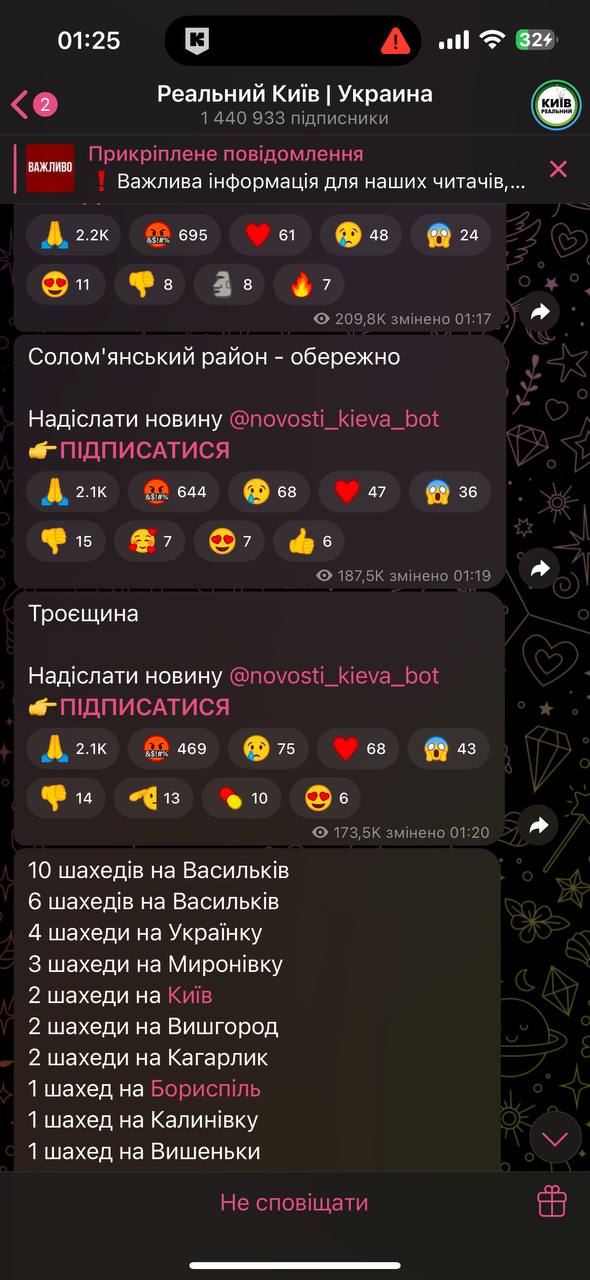 01:25
32
2
Реальний Київ | Украина
1 440 933 підписники
КИЇВ
РЕАЛЬНИЙ
ВАЖЛИВО
Прикріплене повідомлення
❗ Важлива інформація для наших читачів,...
🙏 2.2K 🤬 695 ❤️ 61 😢 48 😱 24
😍 11 👎 8 🗿 8 🔥 7
209,8K змінено 01:17
Солом'янський район - обережно
Надіслати новину @novosti_kieva_bot
👉ПІДПИСАТИСЯ
🙏 2.1K 🤬 644 😢 68 ❤️ 47 😱 36
👎 15 🥰 7 😍 7 👍 6
187,5K змінено 01:19
Троєщина
Надіслати новину @novosti_kieva_bot
👉ПІДПИСАТИСЯ
🙏 2.1K 🤬 469 😢 75 ❤️ 68 😱 43
👎 14 🫡 13 💊 10 😍 6
173,5K змінено 01:20
10 шахедів на Васильків
6 шахедів на Васильків
4 шахеди на Українку
3 шахеди на Миронівку
2 шахеди на Київ
2 шахеди на Вишгород
2 шахеди на Кагарлик
1 шахед на Бориспіль
1 шахед на Калинівку
1 шахед на Вишеньки
Не сповіщати